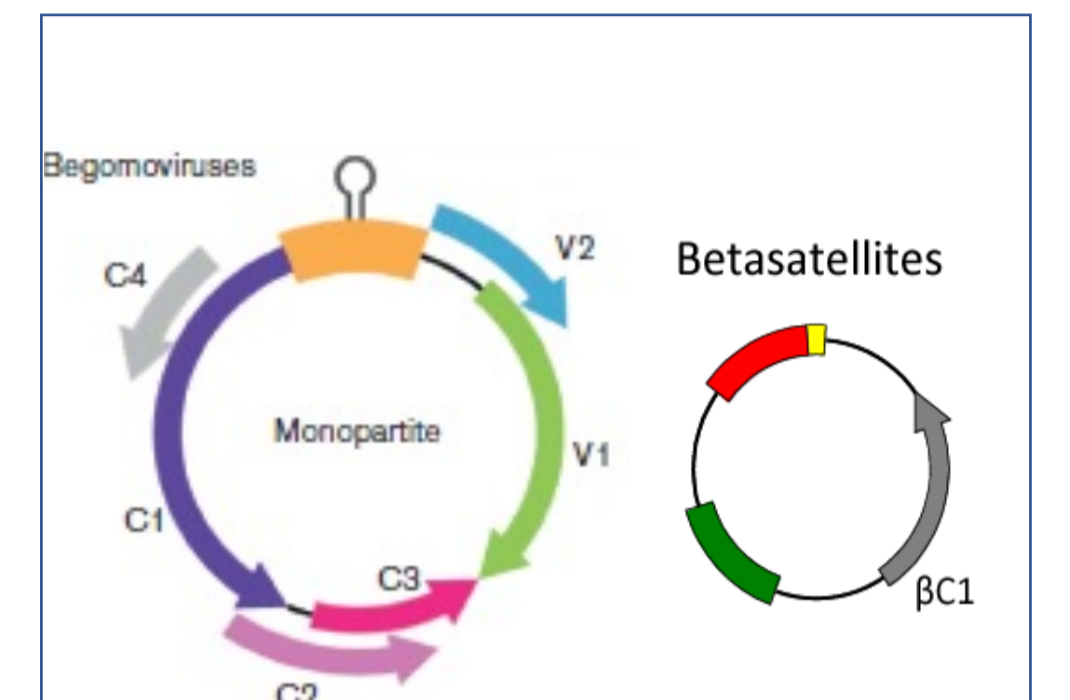 Begomoviruses
C4
V2
Betasatellites
Monopartite
V1
C1
C3
βC1
C2